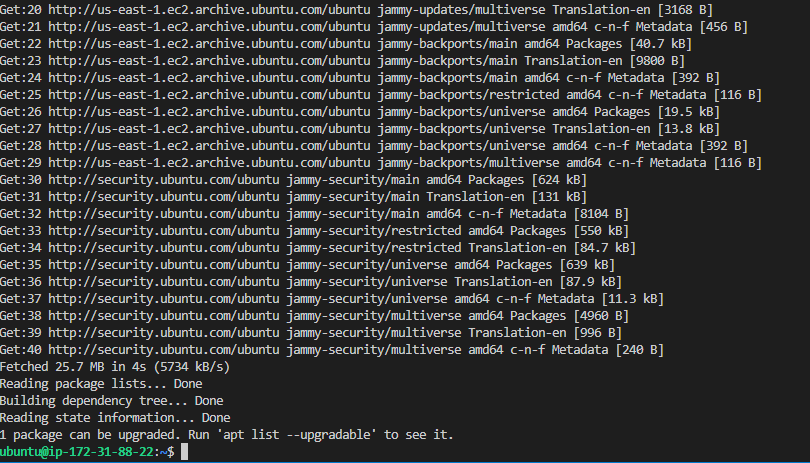 Get:20 http://us-east-1.ec2.archive.ubuntu.com/ubuntu jammy-updates/multiverse Translation-en [3168 B]
Get:21 http://us-east-1.ec2.archive.ubuntu.com/ubuntu jammy-updates/multiverse amd64 c-n-f Metadata [456 B]
Get:22 http://us-east-1.ec2.archive.ubuntu.com/ubuntu jammy-backports/main amd64 Packages [40.7 kB]
Get:23 http://us-east-1.ec2.archive.ubuntu.com/ubuntu jammy-backports/main Translation-en [9800 B]
Get:24 http://us-east-1.ec2.archive.ubuntu.com/ubuntu jammy-backports/main amd64 c-n-f Metadata [392 B]
Get:25 http://us-east-1.ec2.archive.ubuntu.com/ubuntu jammy-backports/restricted amd64 c-n-f Metadata [116 B]
Get:26 http://us-east-1.ec2.archive.ubuntu.com/ubuntu jammy-backports/universe amd64 Packages [19.5 kB]
Get:27 http://us-east-1.ec2.archive.ubuntu.com/ubuntu jammy-backports/universe Translation-en [13.8 kB]
Get:28 http://us-east-1.ec2.archive.ubuntu.com/ubuntu jammy-backports/universe amd64 c-n-f Metadata [392 B]
Get:29 http://us-east-1.ec2.archive.ubuntu.com/ubuntu jammy-backports/multiverse amd64 c-n-f Metadata [116 B]
Get:30 http://security.ubuntu.com/ubuntu jammy-security/main amd64 Packages [624 kB]
Get:31 http://security.ubuntu.com/ubuntu jammy-security/main Translation-en [131 kB]
Get:32 http://security.ubuntu.com/ubuntu jammy-security/main amd64 c-n-f Metadata [8104 B]
Get:33 http://security.ubuntu.com/ubuntu jammy-security/restricted amd64 Packages [550 kB]
Get:34 http://security.ubuntu.com/ubuntu jammy-security/restricted Translation-en [84.7 kB]
Get:35 http://security.ubuntu.com/ubuntu jammy-security/universe amd64 Packages [639 kB]
Get:36 http://security.ubuntu.com/ubuntu jammy-security/universe Translation-en [87.9 kB]
Get:37 http://security.ubuntu.com/ubuntu jammy-security/universe amd64 c-n-f Metadata [11.3 kB]
Get:38 http://security.ubuntu.com/ubuntu jammy-security/multiverse amd64 Packages [4960 B]
Get:39 http://security.ubuntu.com/ubuntu jammy-security/multiverse Translation-en [996 B]
Get:40 http://security.ubuntu.com/ubuntu jammy-security/multiverse amd64 c-n-f Metadata [240 B]
Fetched 25.7 MB in 4s (5734 kB/s)
Reading package lists... Done
Building dependency tree... Done
Reading state information... Done
1 package can be upgraded. Run 'apt list --upgradable' to see it.
ubuntu@ip-172-31-88-22:~$